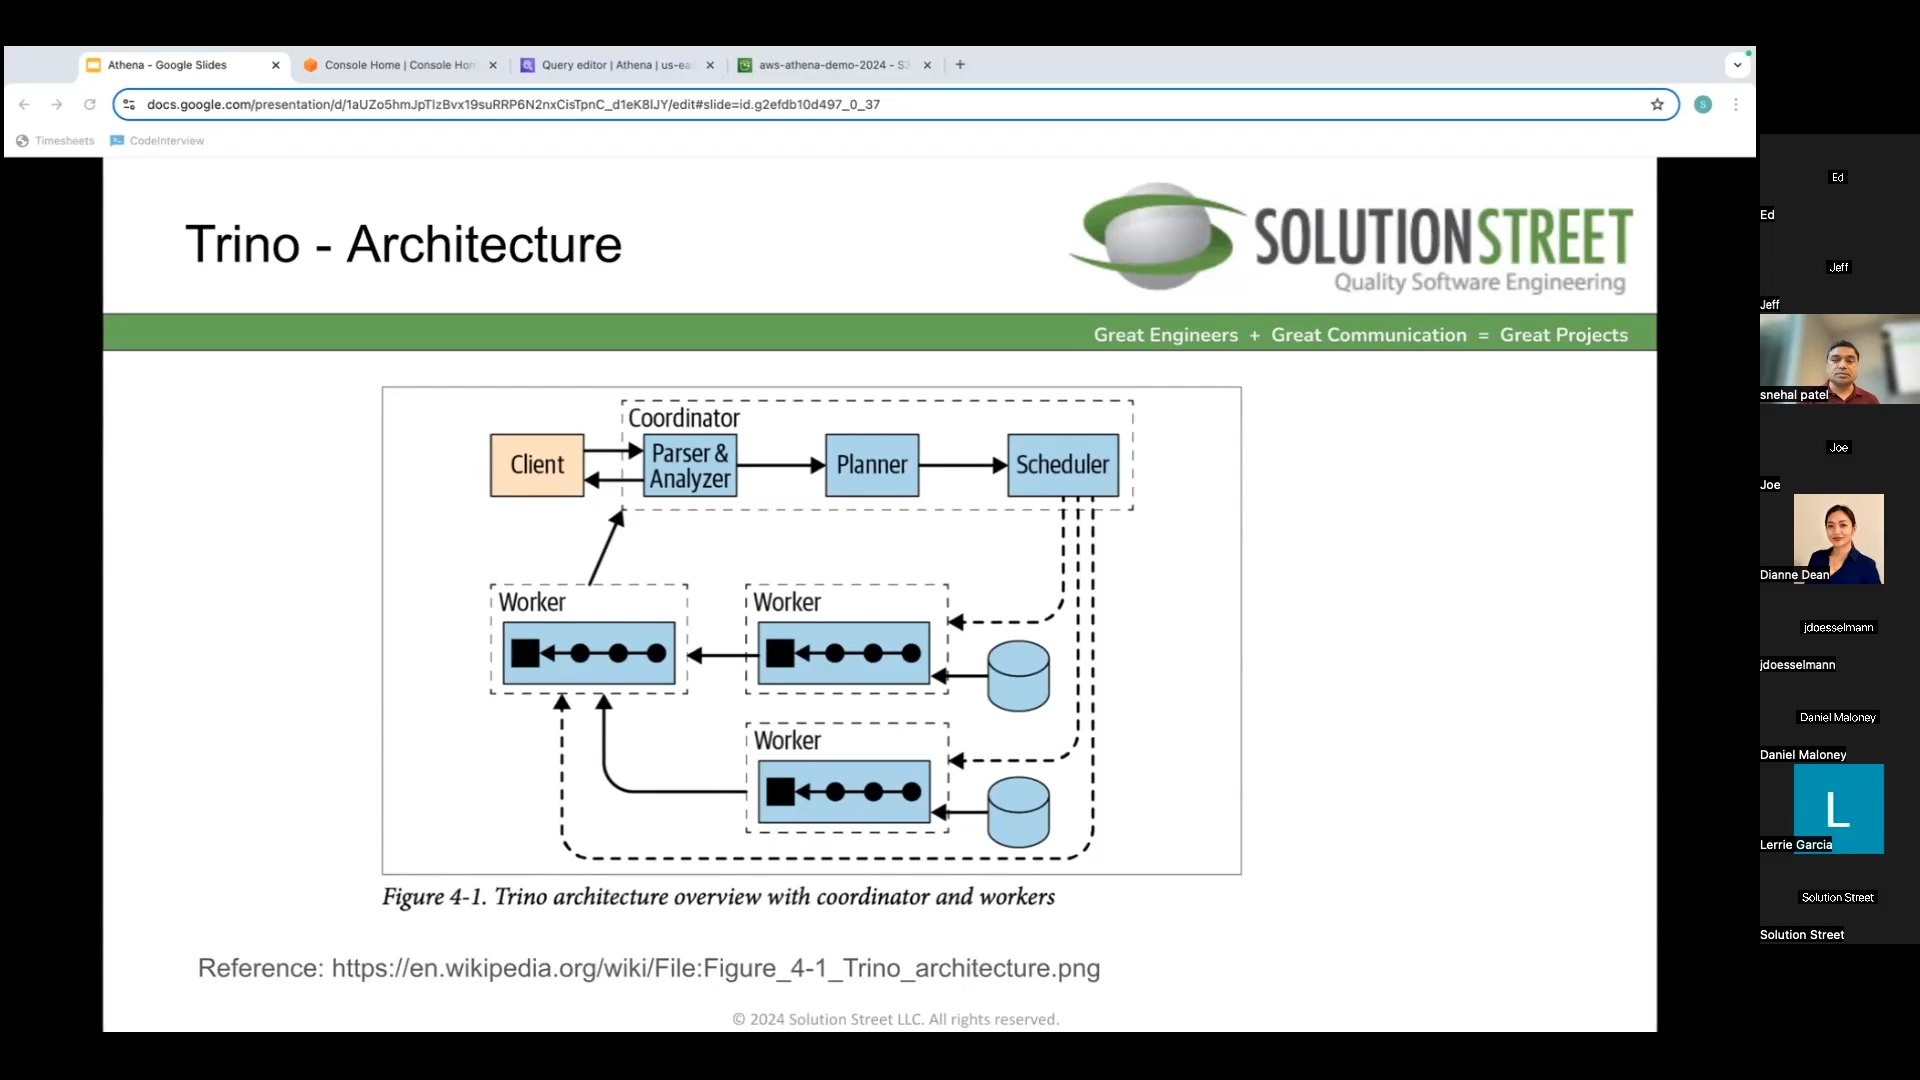 Athena - Google Slides
Console Home | Console Hom
Query editor | Athena | us-ea
aws-athena-demo-2024 - S3
docs.google.com/presentation/d/1aUZo5hmJpTlzBvx19suRRP6N2nxCisTpnC_d1eK8lJY/edit#slide=id.g2efdb10d497_0_37
S
Timesheets
CodeInterview
Trino - Architecture
SOLUTIONSTREET
Quality Software Engineering
Great Engineers + Great Communication = Great Projects
Coordinator
Client
Parser &
Analyzer
Planner
Scheduler
Worker
Worker
Worker
Figure 4-1. Trino architecture overview with coordinator and workers
Reference: https://en.wikipedia.org/wiki/File:Figure_4-1_Trino_architecture.png
© 2024 Solution Street LLC. All rights reserved.
Ed
Ed
Jeff
Jeff
snehal patel
Joe
Joe
Dianne Dean
jdoesselmann
jdoesselmann
Daniel Maloney
Daniel Maloney
L
Lerrie Garcia
Solution Street
Solution Street